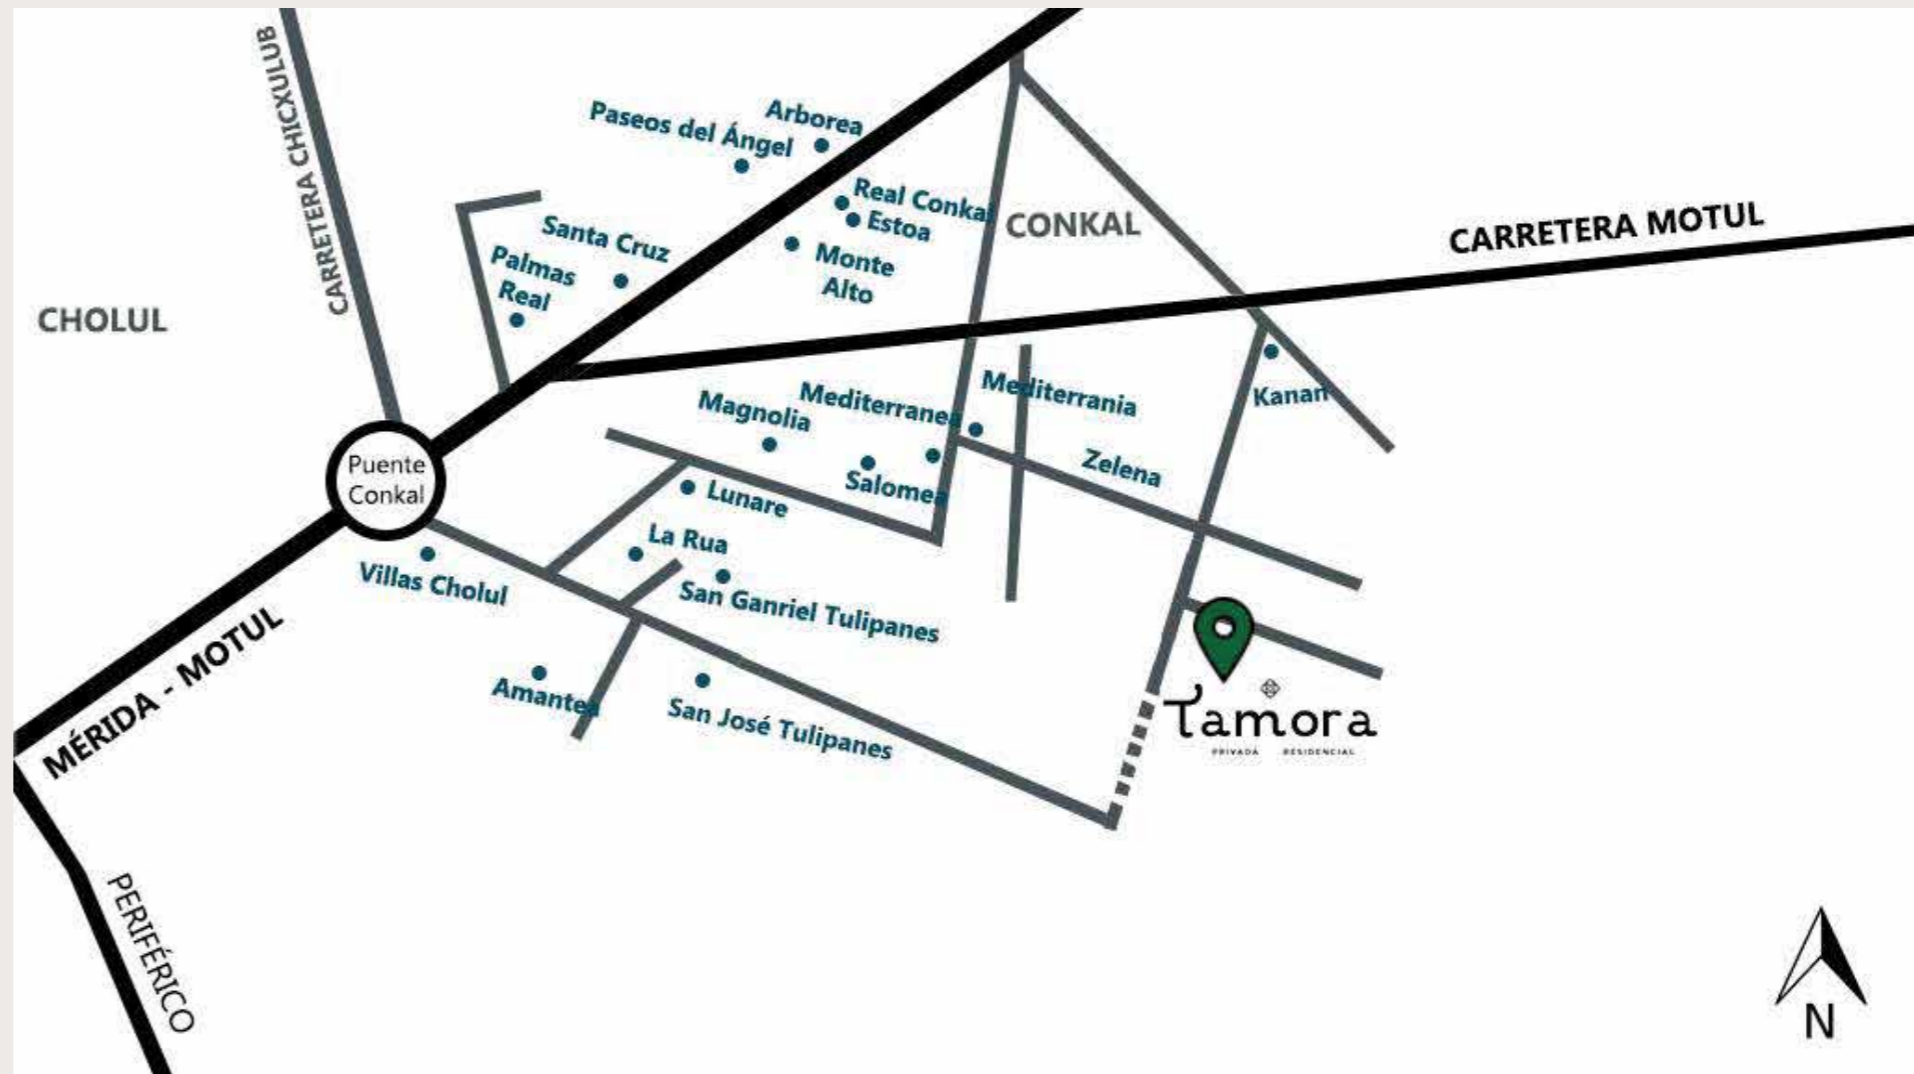 CARRETERA CHICXULUB
Arborea
Paseos del Ángel
Real Conkal
CONKAL
Estoa
CARRETERA MOTUL
Santa Cruz
Monte
Alto
Palmas
Real
CHOLUL
Mediterranea
Mediterrania
Kanan
Magnolia
Zelena
Puente
Conkal
Salomea
Lunare
La Rua
Villas Cholul
San Ganriel Tulipanes
MÉRIDA - MOTUL
Amantea
San José Tulipanes
Tamora
PRIVADA RESIDENCIAL
PERIFÉRICO
N